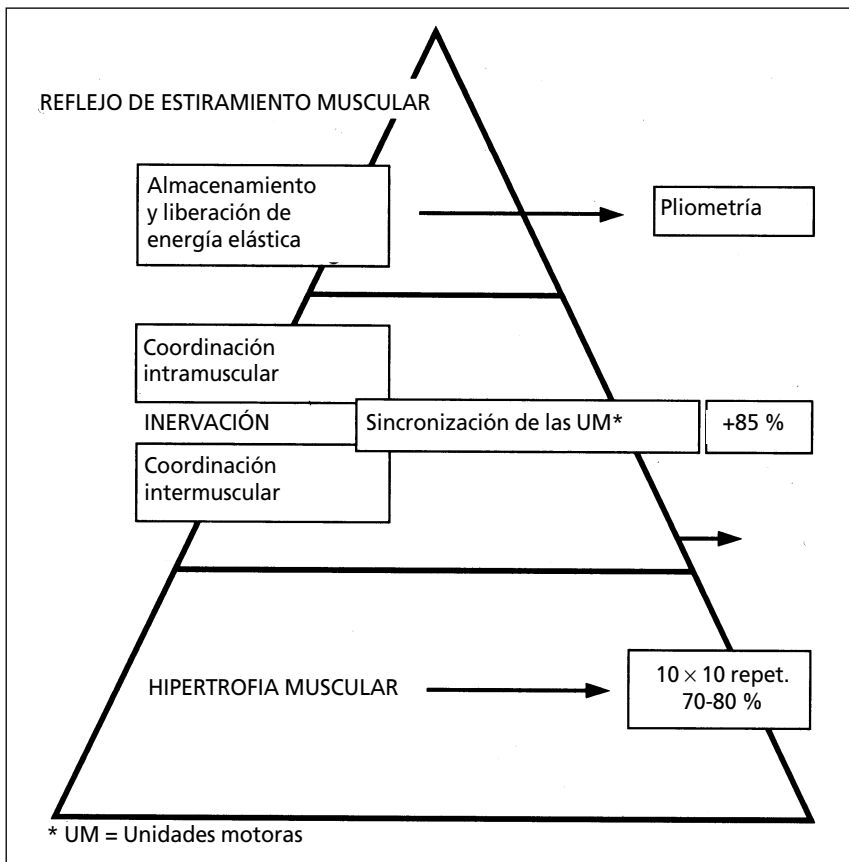 REFLEJO DE ESTIRAMIENTO MUSCULAR
Almacenamiento
y liberación de
energía elástica
Pliometría
Coordinación
intramuscular
INERVACIÓN
Sincronización de las UM*
+85 %
Coordinación
intermuscular
HIPERTROFIA MUSCULAR
10 × 10 repet.
70-80 %
* UM = Unidades motoras